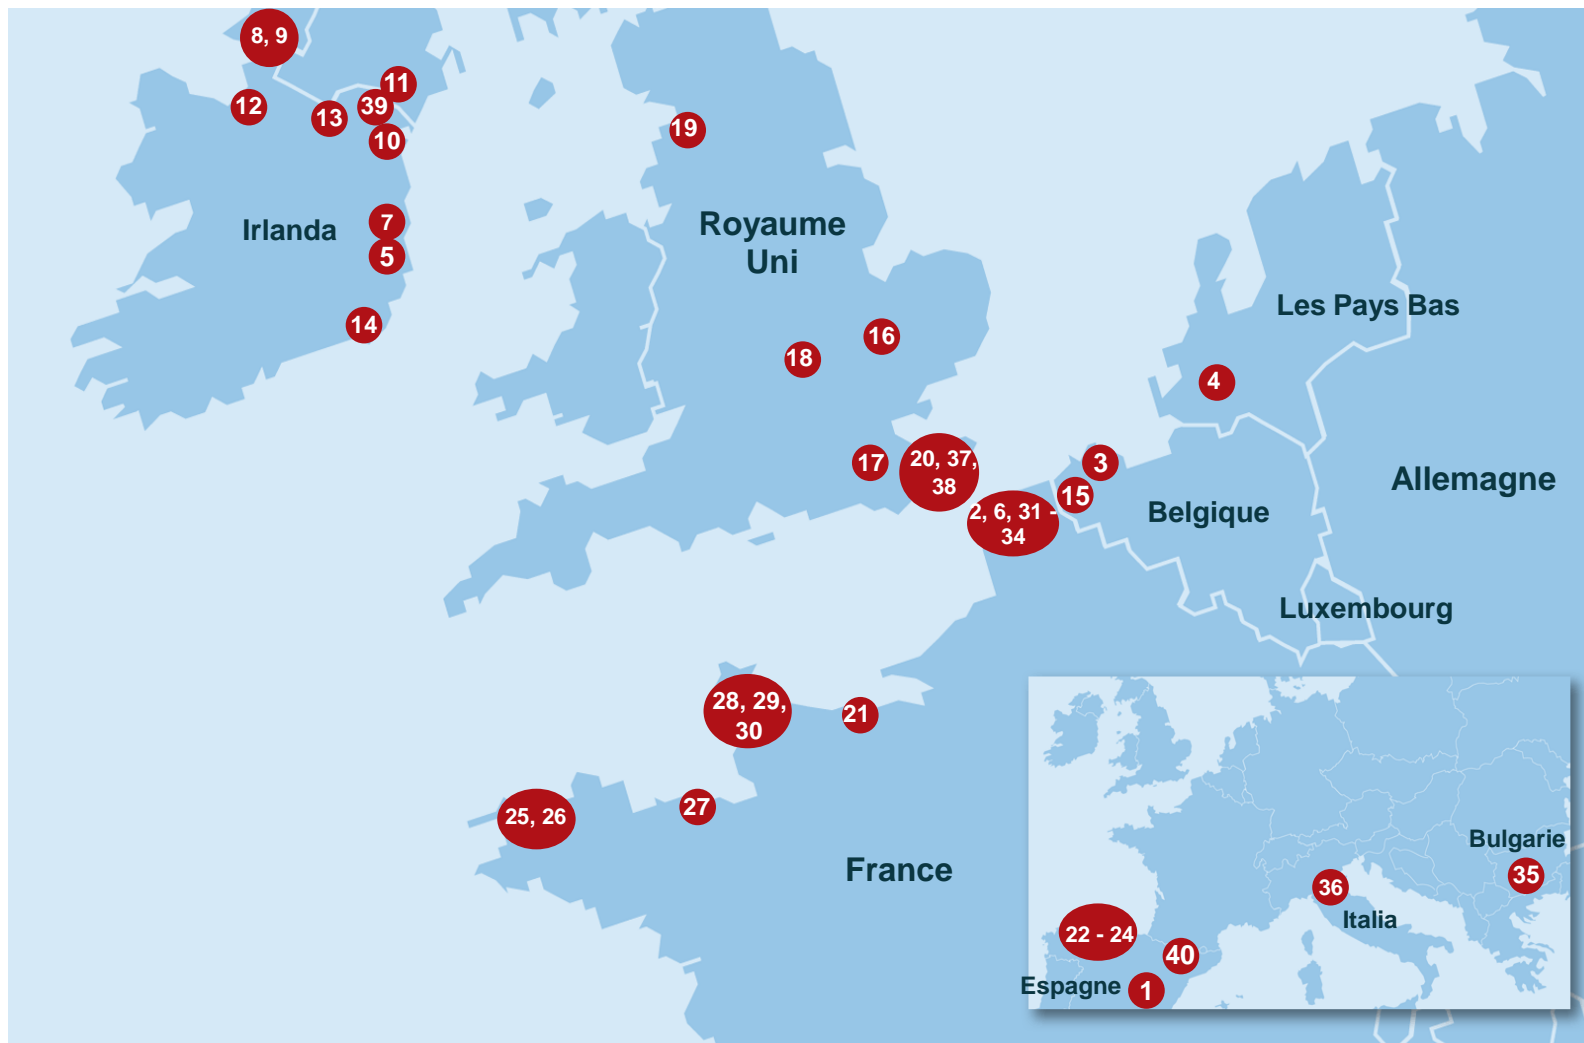 8, 9
11
12
39
13
10
19
7
Irlanda
5
Royaume
Uni
14
16
18
Les Pays Bas
4
17
20, 37,
38
3
15
2, 6, 31 -
34
Belgique
Allemagne
Luxembourg
28, 29,
30
21
27
25, 26
France
Bulgarie
35
36
Italia
22 - 24
40
Espagne
1